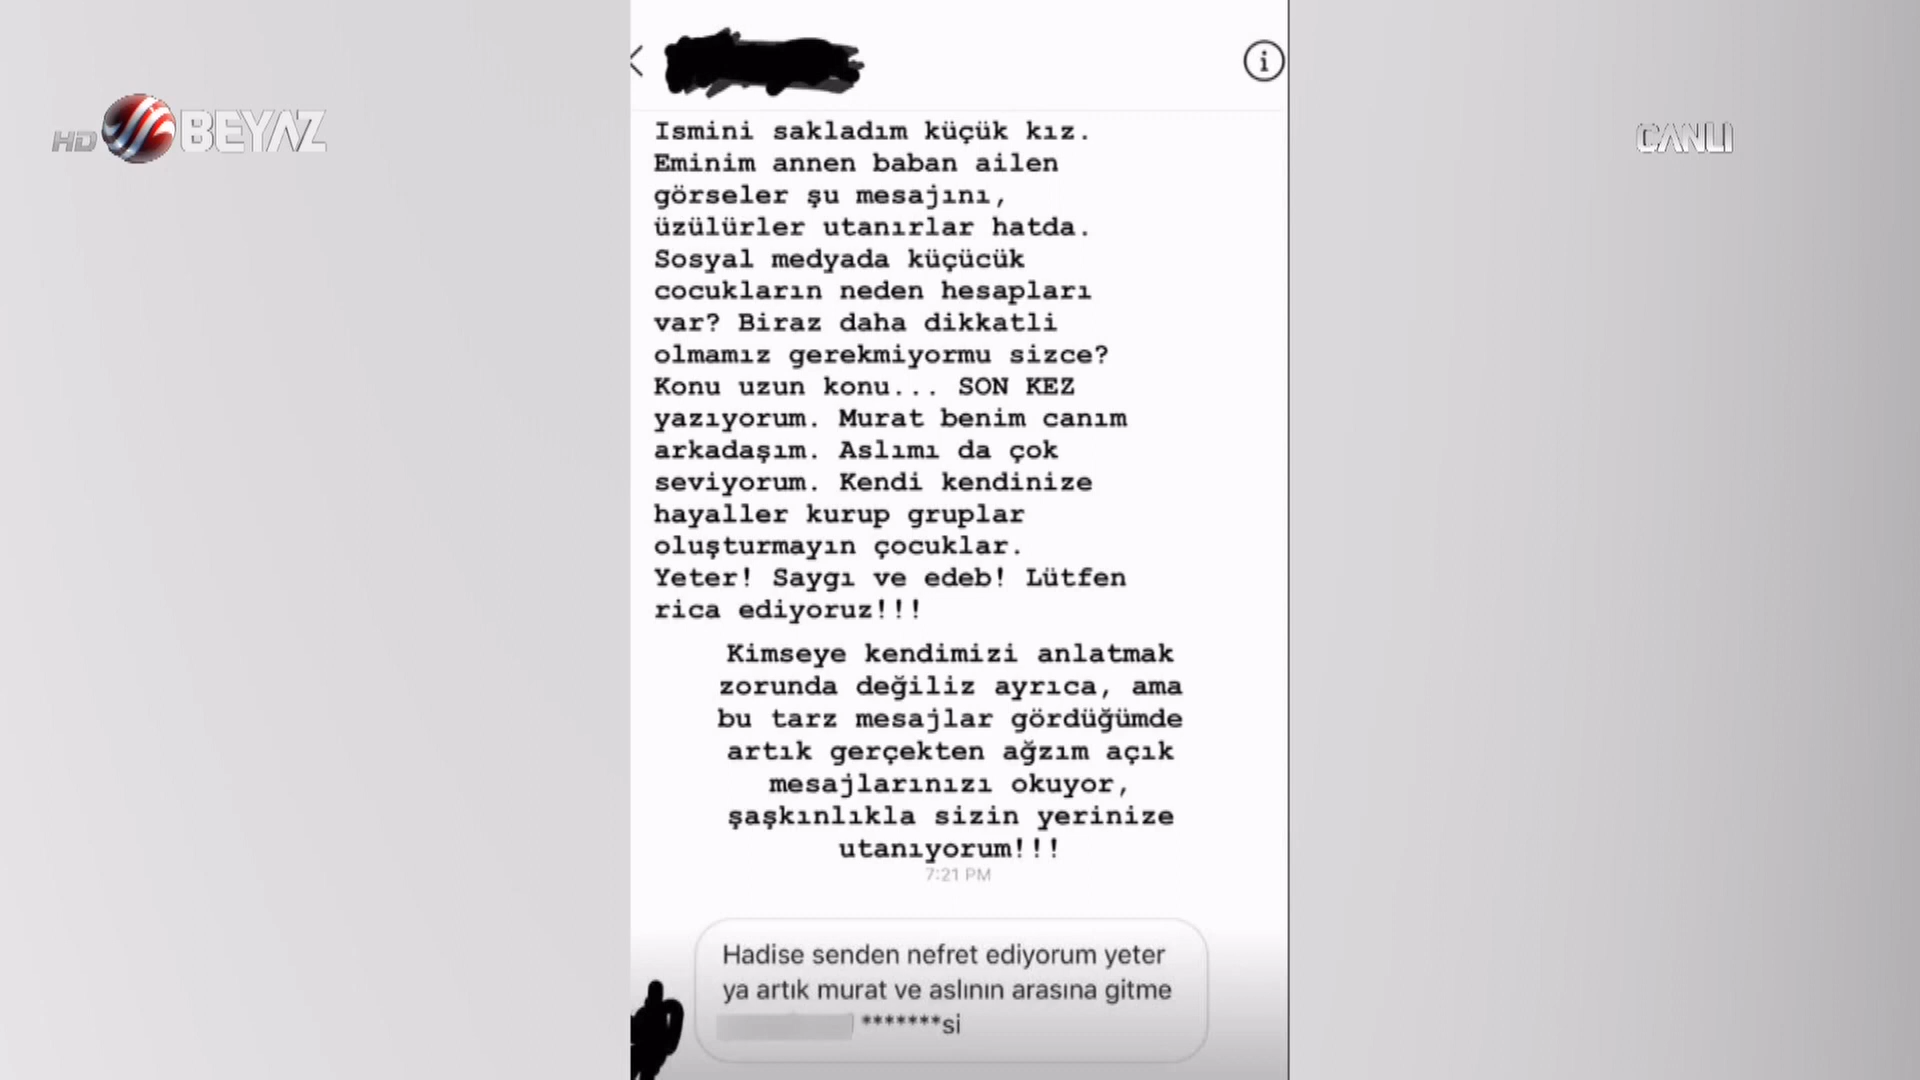 HD BEYAZ
CANLI
Ismini sakladım küçük kız.
Eminim annen baban ailen
görseler şu mesajını,
üzülürler utanırlar hatda.
Sosyal medyada küçücük
cocukların neden hesapları
var? Biraz daha dikkatli
olmamız gerekmiyormu sizce?
Konu uzun konu... SON KEZ
yazıyorum. Murat benim canım
arkadaşım. Aslımı da çok
seviyorum. Kendi kendinize
hayaller kurup gruplar
oluşturmayın çocuklar.
Yeter! Saygı ve edeb! Lütfen
rica ediyoruz!!!
Kimseye kendimizi anlatmak
zorunda değiliz ayrıca, ama
bu tarz mesajlar gördüğümde
artık gerçekten ağzım açık
mesajlarınızı okuyor,
şaşkınlıkla sizin yerinize
utanıyorum!!!
7:21 PM
Hadise senden nefret ediyorum yeter
ya artık murat ve aslının arasına gitme
*******si